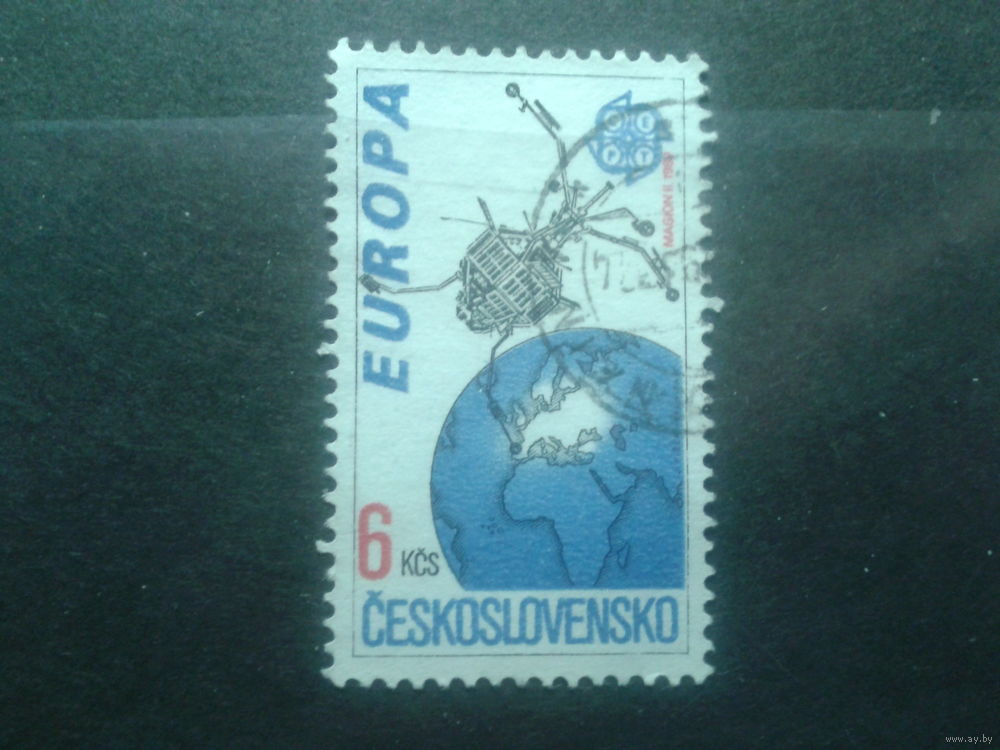 EUROPA
C E
P T
MAGION II.
6 KČS
ČESKOSLOVENSKO
www.ay.by